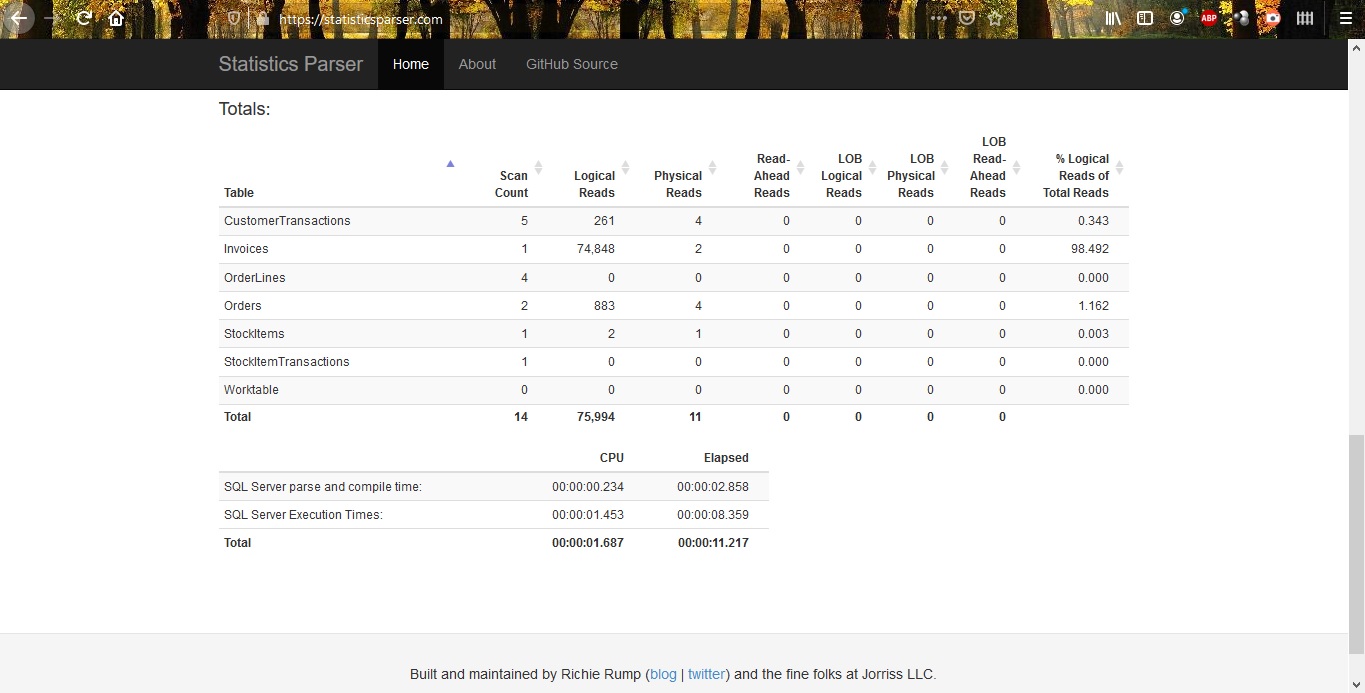 https://statisticsparser.com
ABP
Statistics Parser Home About GitHub Source
Totals:
Table Scan Count Logical Reads Physical Reads Read-Ahead Reads LOB Logical Reads LOB Physical Reads LOB Read-Ahead Reads % Logical Reads of Total Reads
CustomerTransactions 5 261 4 0 0 0 0 0.343
Invoices 1 74,848 2 0 0 0 0 98.492
OrderLines 4 0 0 0 0 0 0 0.000
Orders 2 883 4 0 0 0 0 1.162
StockItems 1 2 1 0 0 0 0 0.003
StockItemTransactions 1 0 0 0 0 0 0 0.000
Worktable 0 0 0 0 0 0 0 0.000
Total 14 75,994 11 0 0 0 0
CPU Elapsed
SQL Server parse and compile time: 00:00:00.234 00:00:02.858
SQL Server Execution Times: 00:00:01.453 00:00:08.359
Total 00:00:01.687 00:00:11.217
Built and maintained by Richie Rump (blog | twitter) and the fine folks at Jorriss LLC.